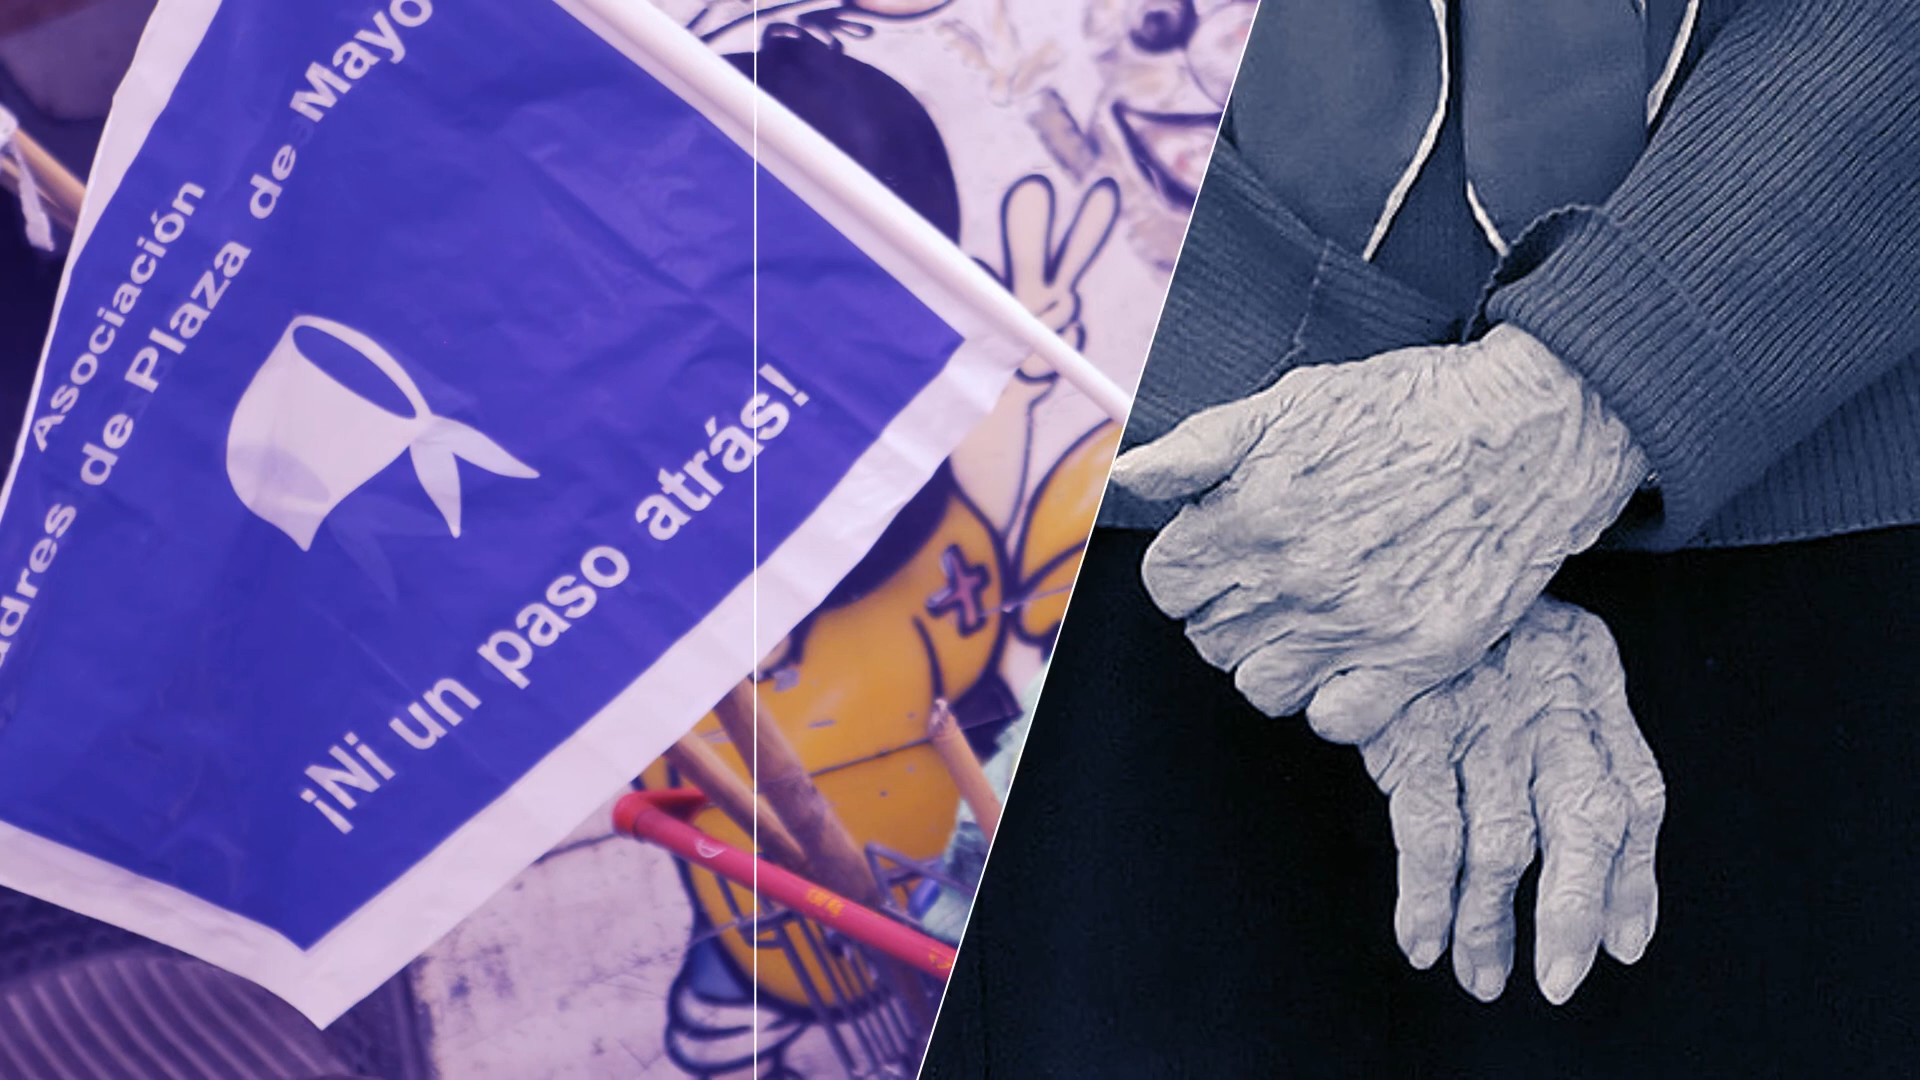 Asociación
adres de Plaza de Mayo
¡Ni un paso atrás!